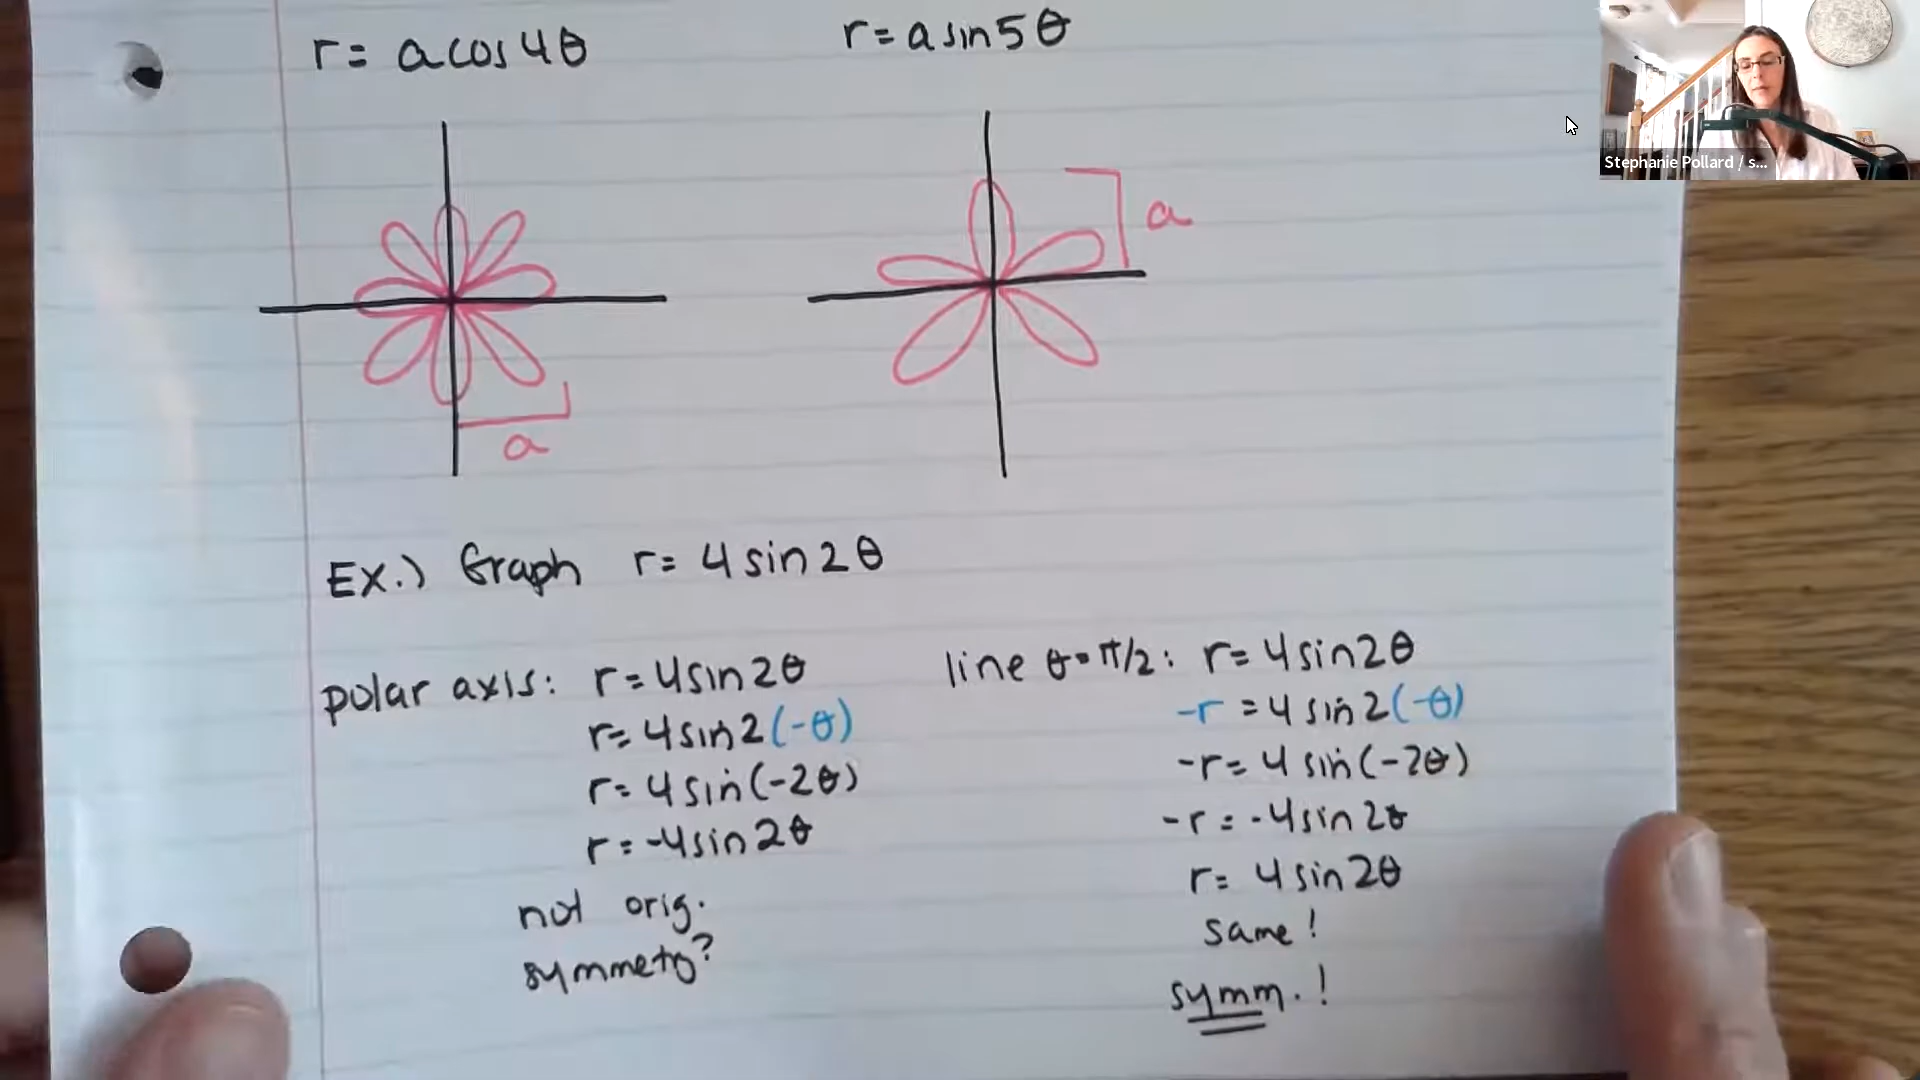 r = a cos 4θ
r = a sin 5θ
a
a
Stephanie Pollard / s...
Ex.) Graph r = 4 sin 2θ
polar axis: r = 4 sin 2θ
r = 4 sin 2(-θ)
r = 4 sin (-2θ)
r = -4 sin 2θ
not orig.
symmetry?
line θ = π/2: r = 4 sin 2θ
-r = 4 sin 2(-θ)
-r = 4 sin (-2θ)
-r = -4 sin 2θ
r = 4 sin 2θ
same!
symm.!